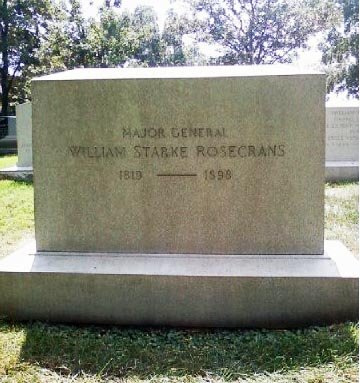 MAJOR GENERAL
WILLIAM STARKE ROSECRANS
1819 — 1898